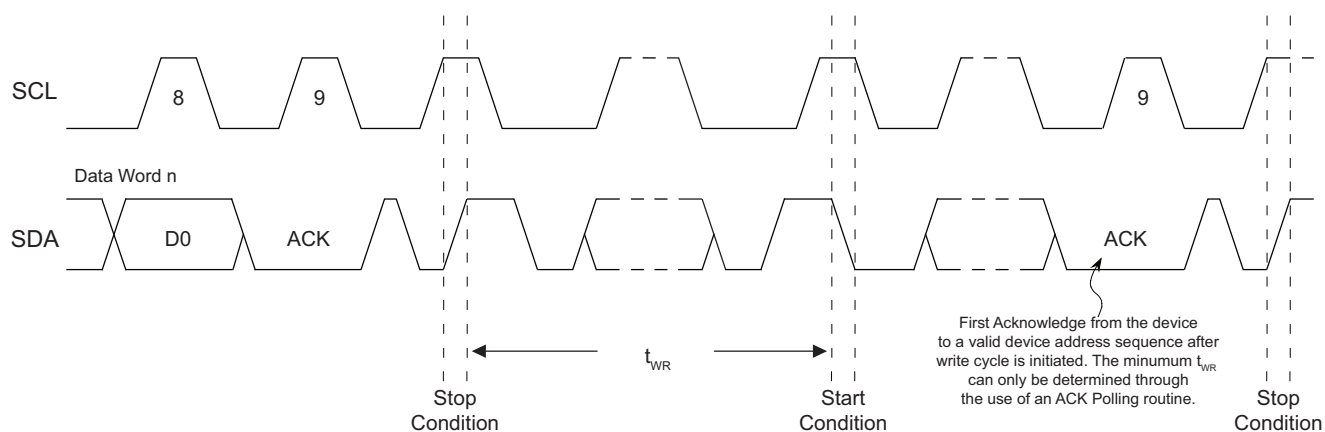 SCL
8
9
9
Data Word n
SDA
D0
ACK
ACK
First Acknowledge from the device
to a valid device address sequence after
write cycle is initiated. The minumum tWR
can only be determined through
the use of an ACK Polling routine.
tWR
Stop
Condition
Start
Condition
Stop
Condition